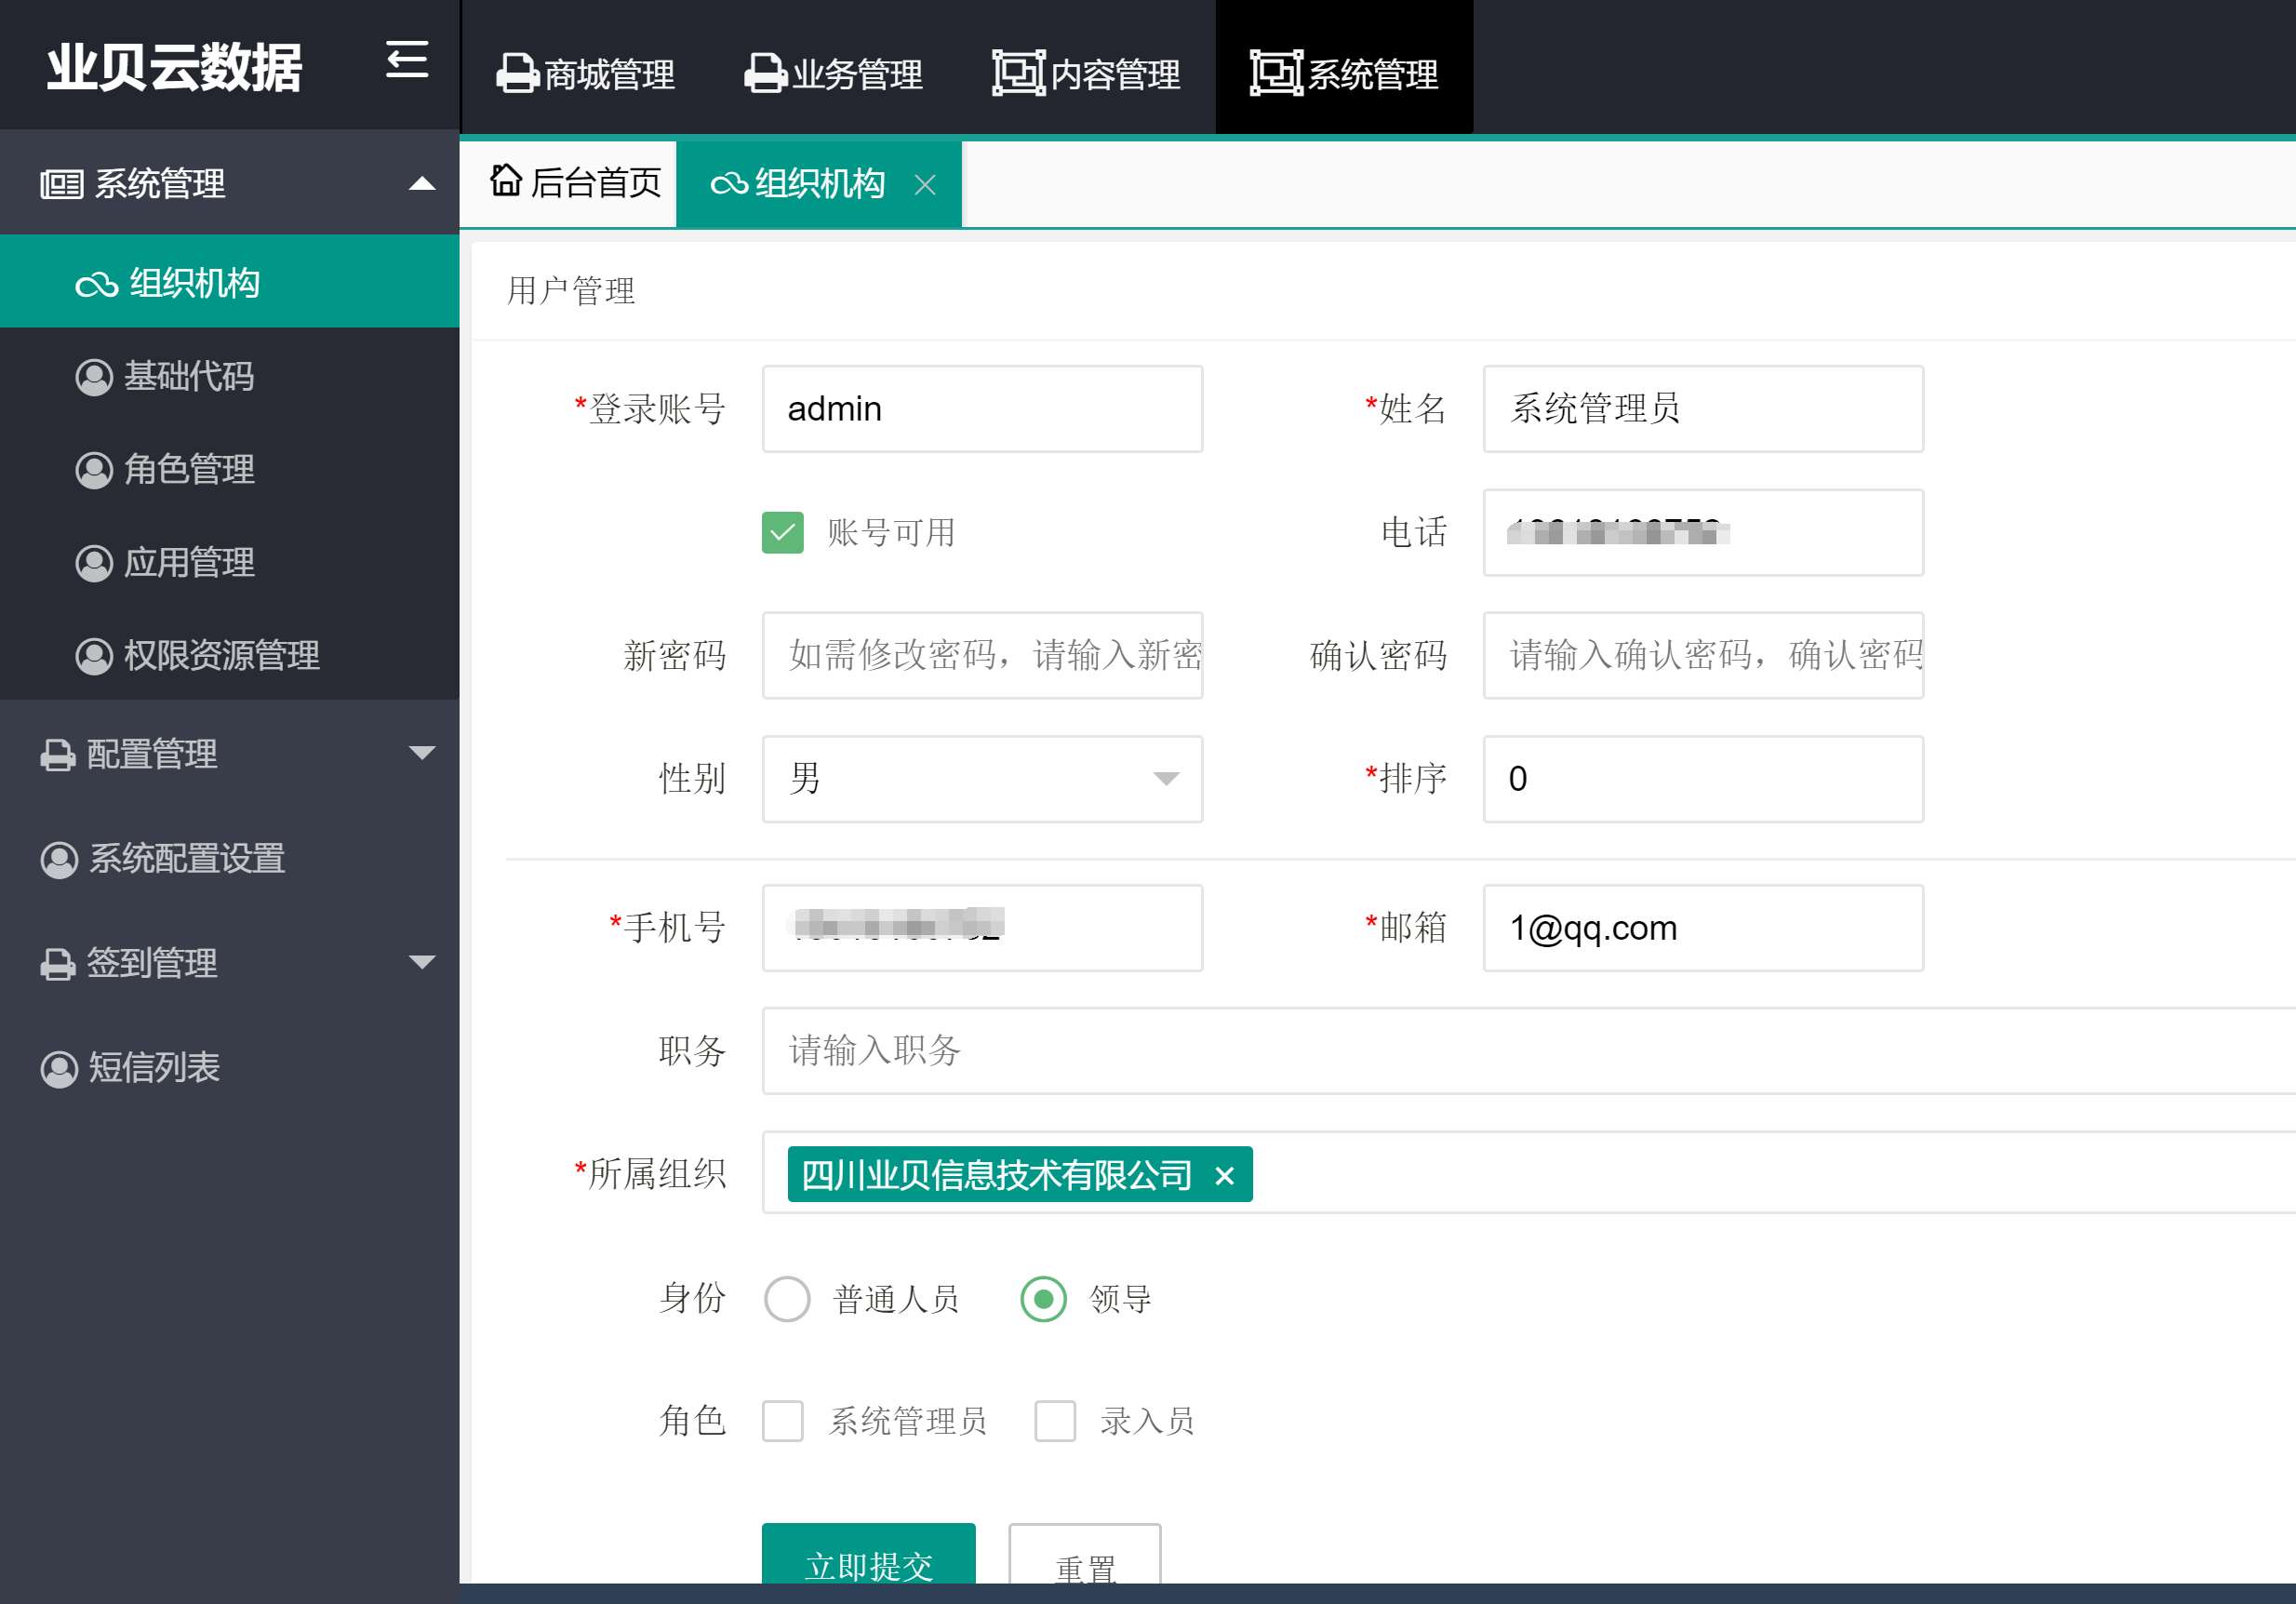 业贝云数据
商城管理
业务管理
内容管理
系统管理
系统管理
组织机构
基础代码
角色管理
应用管理
权限资源管理
配置管理
系统配置设置
签到管理
短信列表
后台首页
组织机构
用户管理
*登录账号 admin
*姓名 系统管理员
账号可用
电话
新密码 如需修改密码，请输入新密
确认密码 请输入确认密码，确认密码
性别 男
*排序 0
*手机号
*邮箱 1@qq.com
职务 请输入职务
*所属组织 四川业贝信息技术有限公司
身份 普通人员 领导
角色 系统管理员 录入员
立即提交 重置